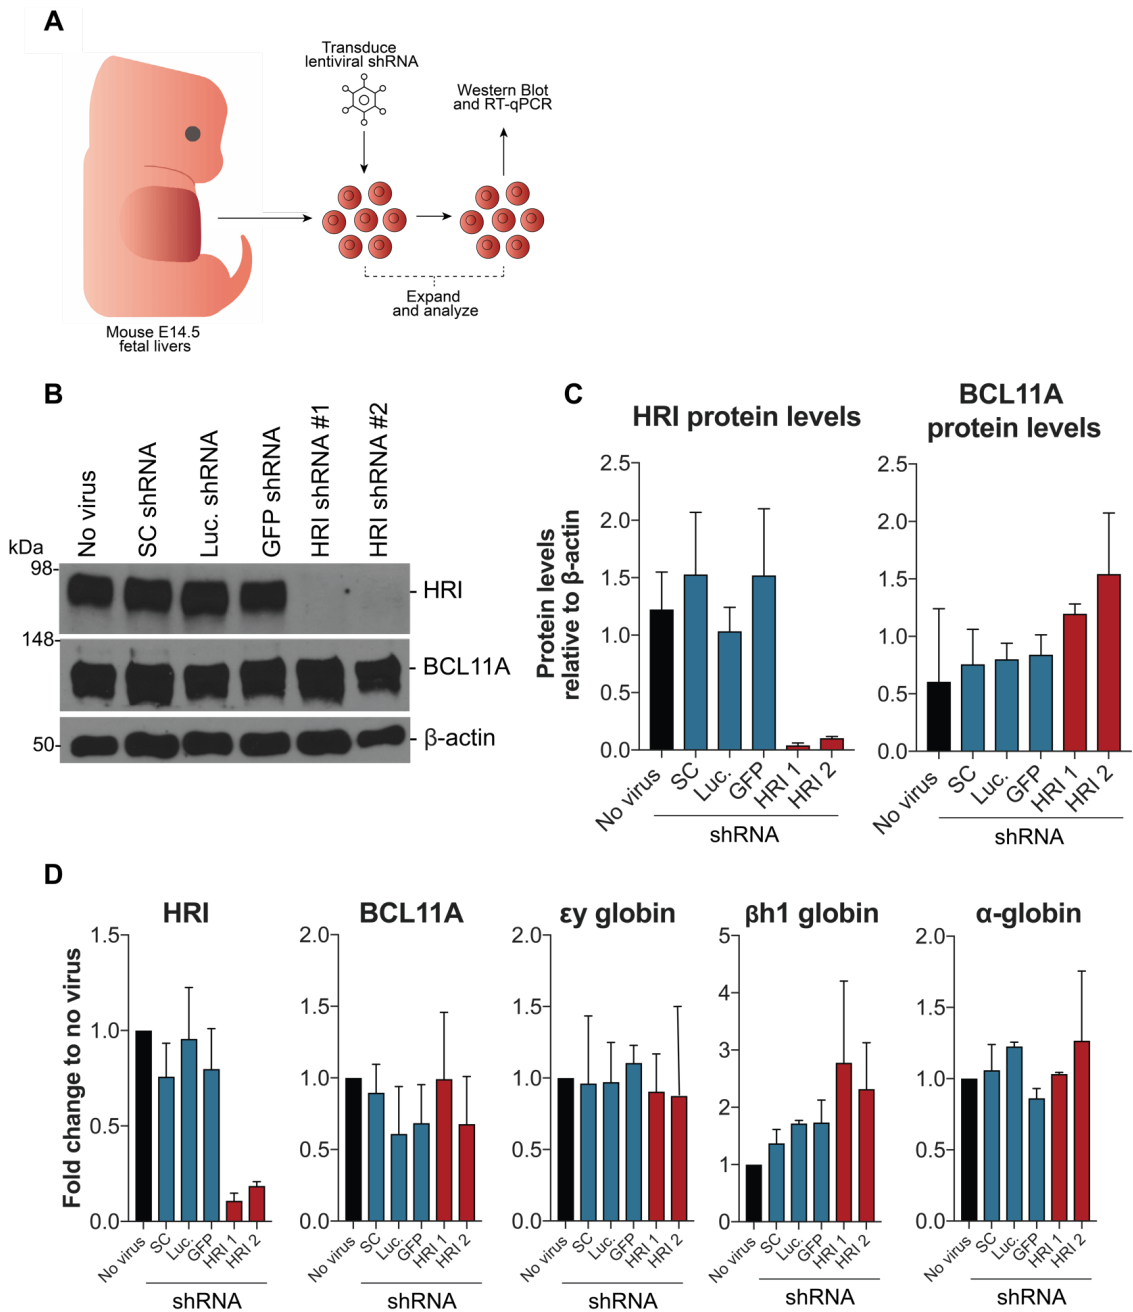 A
Transduce
lentiviral shRNA
Western Blot
and RT-qPCR
Expand
and analyze
Mouse E14.5
fetal livers
B
No virus
SC shRNA
Luc. shRNA
GFP shRNA
HRI shRNA #1
HRI shRNA #2
kDa
98-
-HRI
148-
-BCL11A
50-
-β-actin
C
HRI protein levels
Protein levels
relative to β-actin
2.5
2.0
1.5
1.0
0.5
0.0
No virus
SC
Luc.
GFP
HRI 1
HRI 2
shRNA
BCL11A
protein levels
2.5
2.0
1.5
1.0
0.5
0.0
No virus
SC
Luc.
GFP
HRI 1
HRI 2
shRNA
D
HRI
Fold change to no virus
1.5
1.0
0.5
0.0
No virus
SC
Luc.
GFP
HRI 1
HRI 2
shRNA
BCL11A
2.0
1.5
1.0
0.5
0.0
No virus
SC
Luc.
GFP
HRI 1
HRI 2
shRNA
εy globin
2.0
1.5
1.0
0.5
0.0
No virus
SC
Luc.
GFP
HRI 1
HRI 2
shRNA
βh1 globin
5
4
3
2
1
0
No virus
SC
Luc.
GFP
HRI 1
HRI 2
shRNA
α-globin
2.0
1.5
1.0
0.5
0.0
No virus
SC
Luc.
GFP
HRI 1
HRI 2
shRNA